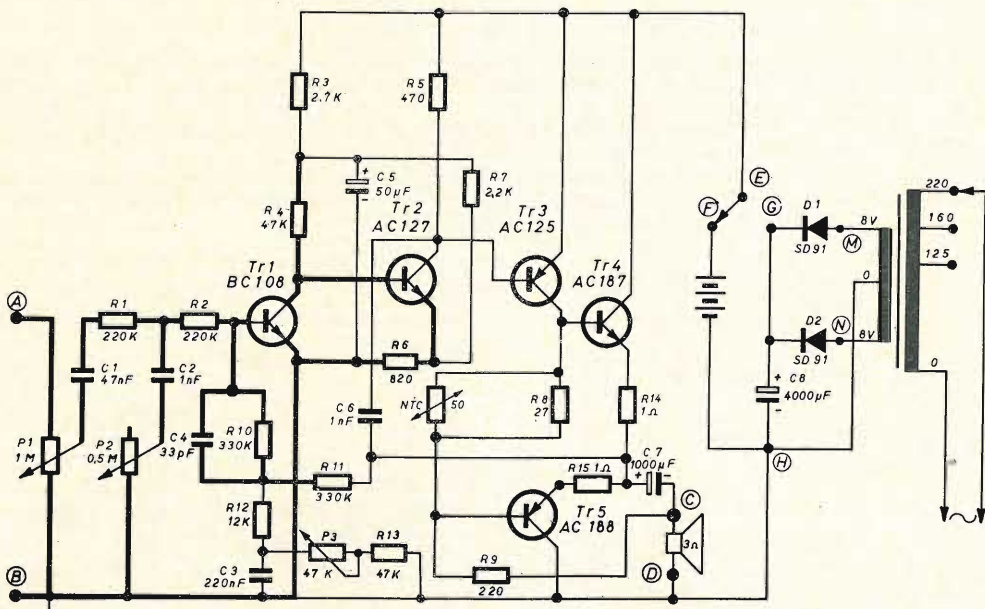 R3
2.7K
R5
470
C5
50µF
+
-
R7
2,2K
R4
47K
Tr2
AC127
Tr1
BC108
Tr3
AC125
Tr4
AC187
E
F
G
D1
SD91
M
8V
0
8V
D2
SD91
N
220
160
125
0
+
C8
4000µF
-
H
A
R1
220K
R2
220K
C1
47nF
C2
1nF
R6
820
P1
1M
P2
0,5M
C4
33pF
R10
330K
C6
1nF
NTC
50
R8
27
R14
1Ω
R11
330K
R15 1Ω
C7
1000µF
+ -
C
3Ω
D
Tr5
AC 188
R9
220
R12
12K
P3
47 K
R13
47K
C3
220nF
B